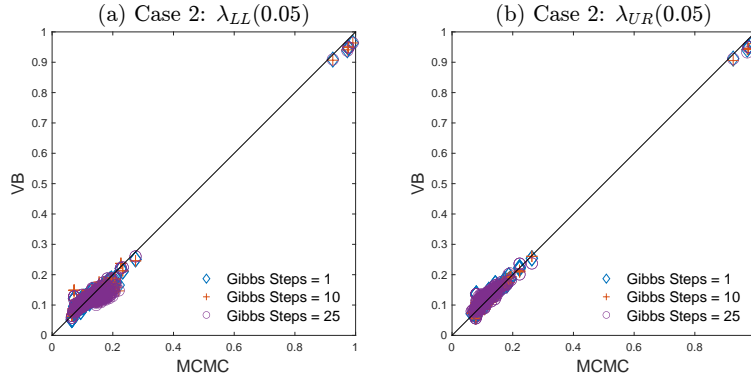 (a) Case 2: λ_LL(0.05)
1
0.9
0.8
0.7
0.6
0.5
0.4
0.3
0.2
0.1
0
VB
Gibbs Steps = 1
Gibbs Steps = 10
Gibbs Steps = 25
0 0.2 0.4 0.6 0.8 1
MCMC
(b) Case 2: λ_UR(0.05)
1
0.9
0.8
0.7
0.6
0.5
0.4
0.3
0.2
0.1
0
VB
Gibbs Steps = 1
Gibbs Steps = 10
Gibbs Steps = 25
0 0.2 0.4 0.6 0.8
MCMC